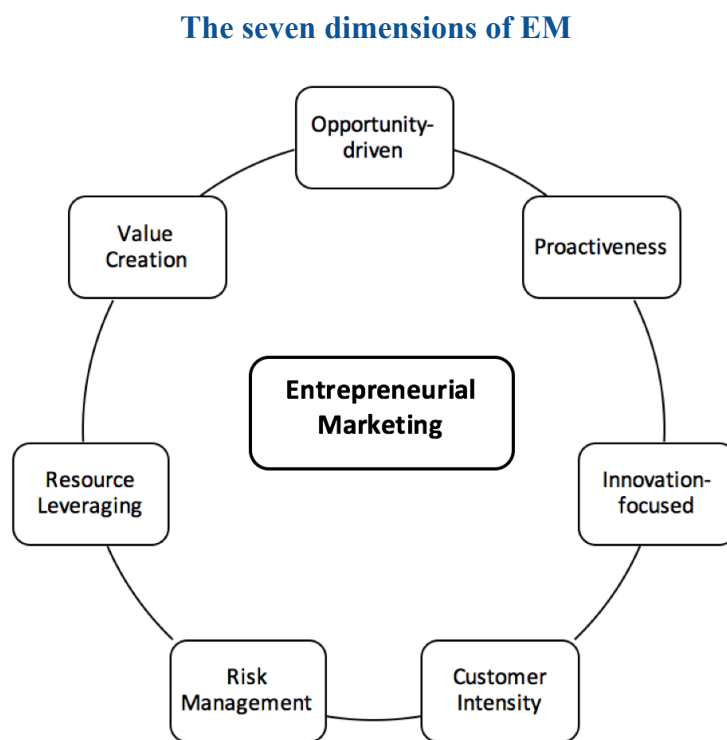 The seven dimensions of EM
Opportunity-
driven
Value
Creation
Proactiveness
Entrepreneurial
Marketing
Resource
Leveraging
Innovation-
focused
Risk
Management
Customer
Intensity